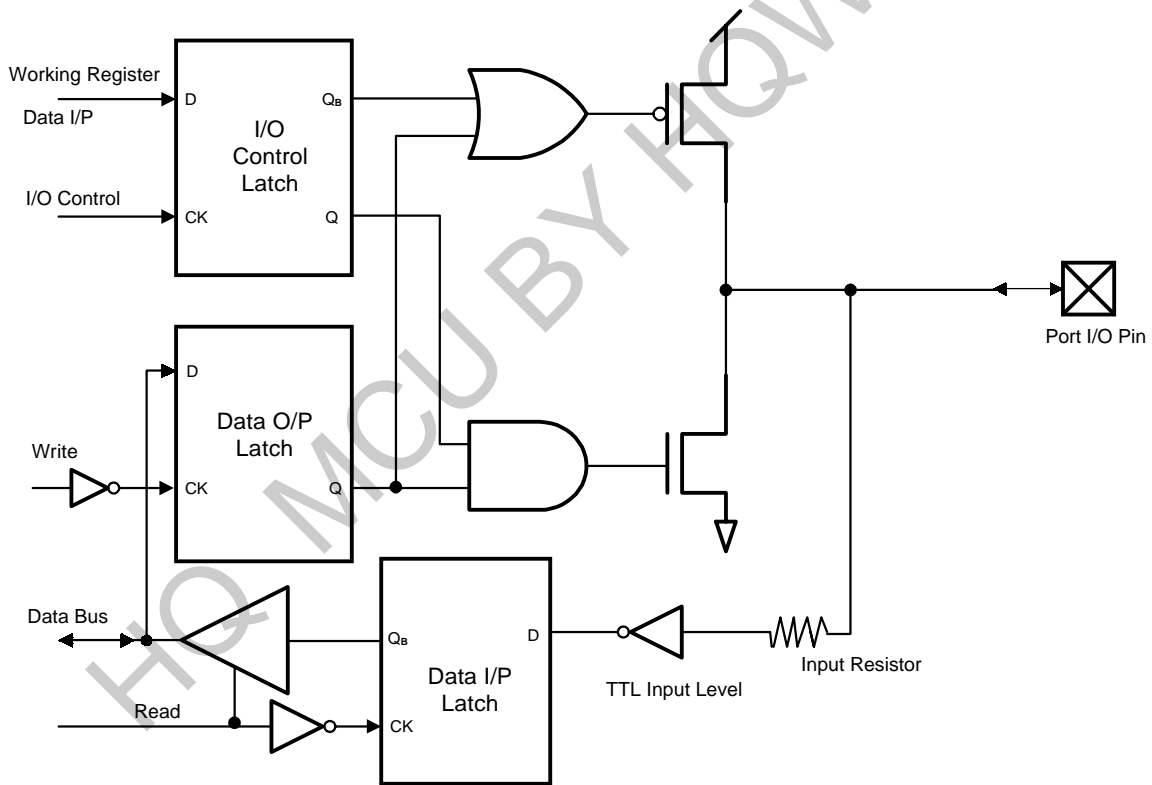 Working Register
Data I/P
D
QB
I/O
Control
Latch
I/O Control
CK
Q
Port I/O Pin
D
Data O/P
Latch
Write
CK
Q
Data Bus
QB
D
Data I/P
Latch
TTL Input Level
Input Resistor
Read
CK
HQ MCU BY HQW